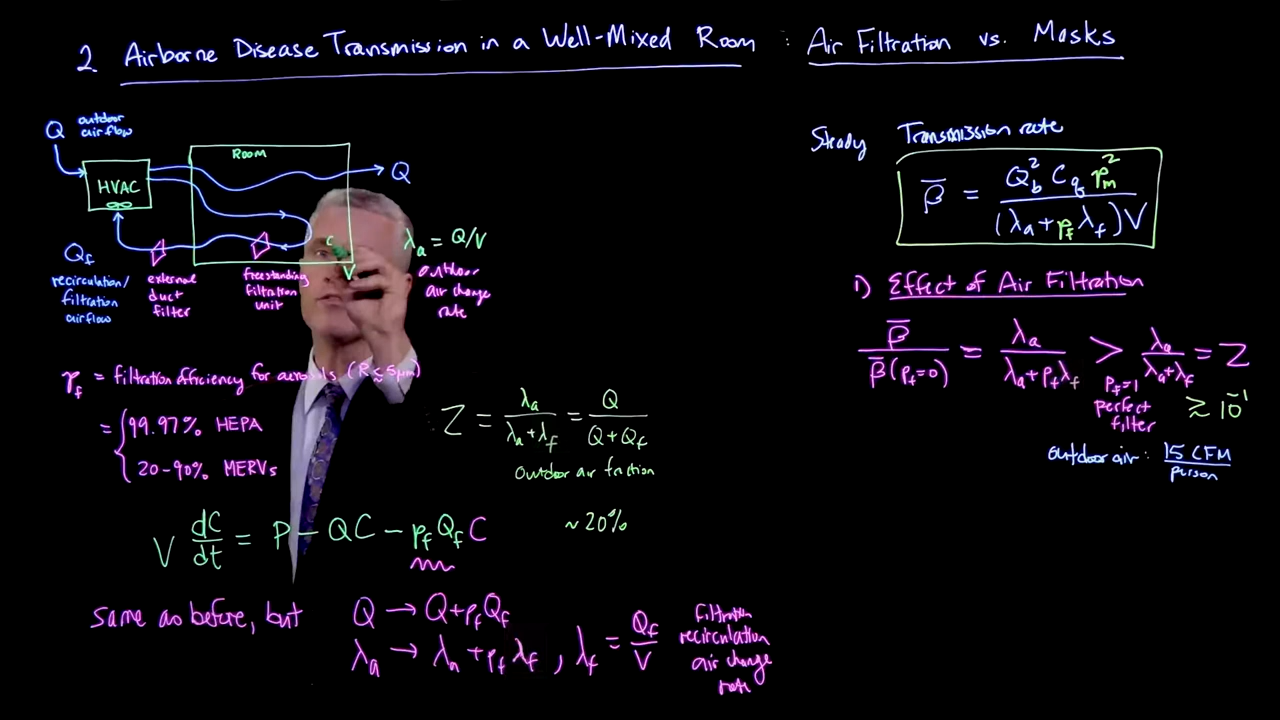 2 Airborne Disease Transmission in a Well-Mixed Room : Air Filtration vs. Masks
Q outdoor
air flow
HVAC
ROOM
Q
C
V
λa = Q/V
outdoor
air change
rate
Qf
recirculation/
filtration
airflow
external
duct
filter
freestanding
filtration
unit
pf = filtration efficiency for aerosols (R ≲ 5μm)
= { 99.97% HEPA
20-90% MERVs
Z = λa / (λa + λf) = Q / (Q + Qf)
outdoor air fraction
~20%
V dC/dt = P - QC - pf Qf C
Same as before, but Q → Q + pf Qf
λa → λa + pf λf , λf = Qf / V
filtration
recirculation
air change
rate
Steady Transmission rate
β̄ = Qb² Cq pm² / (λa + pf λf) V
1) Effect of Air Filtration
β̄ / β̄(pf=0) = λa / (λa + pf λf) > λa / (λa + λf) = Z
pf=1
perfect
filter
≳ 10⁻¹
outdoor air : 15 CFM / person